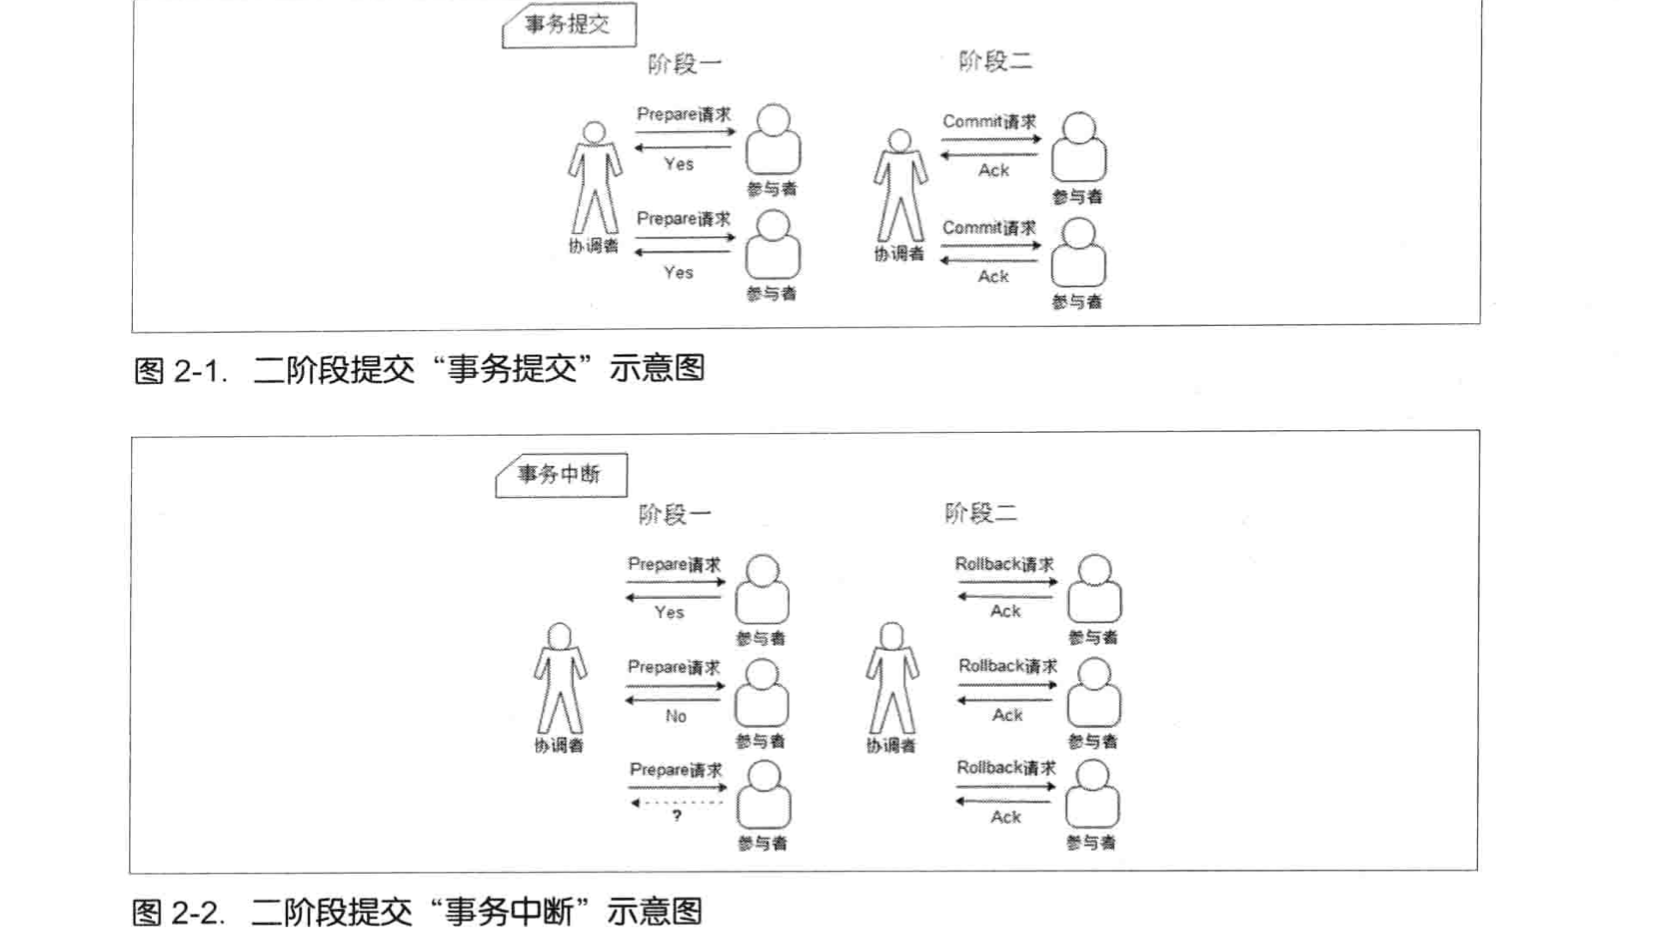 事务提交
阶段一
阶段二
Prepare请求
Yes
参与者
Prepare请求
Yes
参与者
协调者
Commit请求
Ack
参与者
Commit请求
Ack
参与者
协调者
图 2-1. 二阶段提交“事务提交”示意图
事务中断
阶段一
阶段二
Prepare请求
Yes
参与者
Prepare请求
No
参与者
协调者
Prepare请求
?
参与者
Rollback请求
Ack
参与者
Rollback请求
Ack
参与者
协调者
Rollback请求
Ack
参与者
图 2-2. 二阶段提交“事务中断”示意图